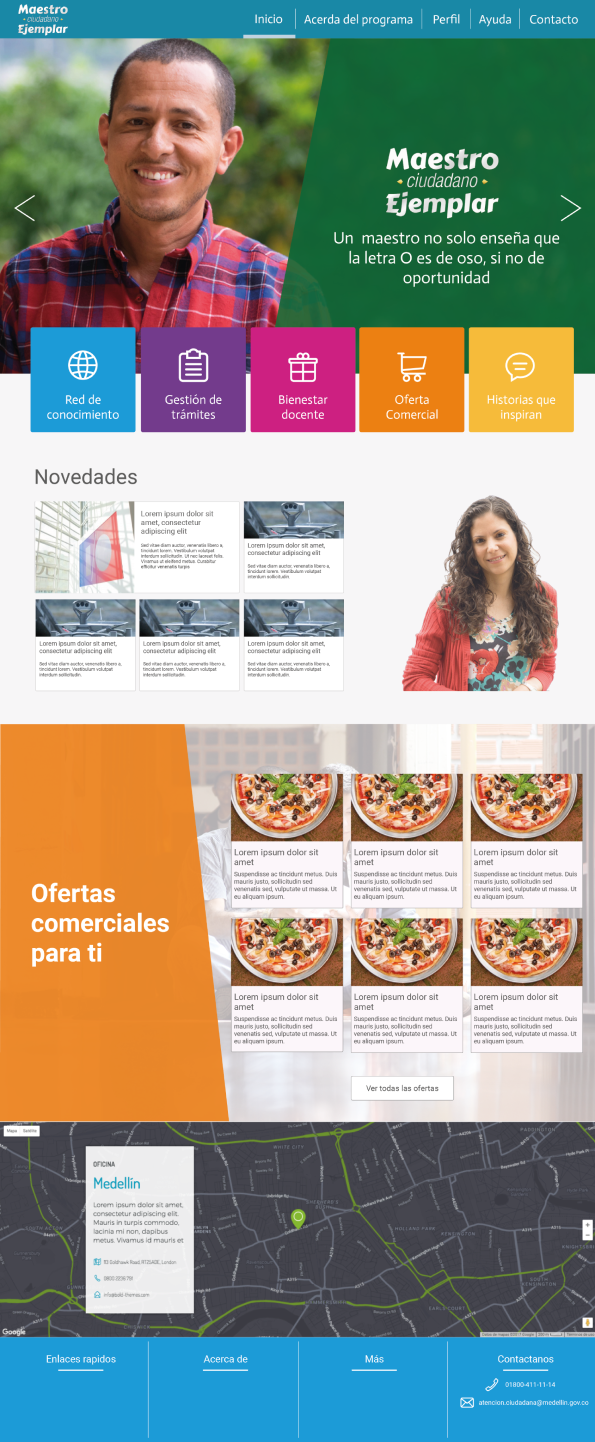 Maestro
ciudadano
Ejemplar
Inicio
Acerda del programa
Perfil
Ayuda
Contacto
Maestro
ciudadano
Ejemplar
Un maestro no solo enseña que
la letra O es de oso, si no de
oportunidad
Red de
conocimiento
Gestión de
trámites
Bienestar
docente
Oferta
Comercial
Historias que
inspiran
Novedades
Lorem ipsum dolor sit
amet, consectetur
adipiscing elit
Sed vitae diam auctor, venenatis libero a,
tincidunt lorem. Vestibulum volutpat
interdum sollicitudin. Ut nec laoreet felis.
Vivamus ut eleifend metus. Curabitur
efficitur venenatis turpis
Lorem ipsum dolor sit amet,
consectetur adipiscing elit
Sed vitae diam auctor, venenatis libero a,
tincidunt lorem. Vestibulum volutpat
interdum sollicitudin.
Lorem ipsum dolor sit amet,
consectetur adipiscing elit
Sed vitae diam auctor, venenatis libero a,
tincidunt lorem. Vestibulum volutpat
interdum sollicitudin.
Lorem ipsum dolor sit amet,
consectetur adipiscing elit
Sed vitae diam auctor, venenatis libero a,
tincidunt lorem. Vestibulum volutpat
interdum sollicitudin.
Lorem ipsum dolor sit amet,
consectetur adipiscing elit
Sed vitae diam auctor, venenatis libero a,
tincidunt lorem. Vestibulum volutpat
interdum sollicitudin.
Ofertas
comerciales
para ti
Lorem ipsum dolor sit
amet
Suspendisse ac tincidunt metus. Duis
mauris justo, sollicitudin sed
venenatis sed, vulputate ut massa. Ut
eu aliquam ipsum.
Lorem ipsum dolor sit
amet
Suspendisse ac tincidunt metus. Duis
mauris justo, sollicitudin sed
venenatis sed, vulputate ut massa. Ut
eu aliquam ipsum.
Lorem ipsum dolor sit
amet
Suspendisse ac tincidunt metus. Duis
mauris justo, sollicitudin sed
venenatis sed, vulputate ut massa. Ut
eu aliquam ipsum.
Lorem ipsum dolor sit
amet
Suspendisse ac tincidunt metus. Duis
mauris justo, sollicitudin sed
venenatis sed, vulputate ut massa. Ut
eu aliquam ipsum.
Lorem ipsum dolor sit
amet
Suspendisse ac tincidunt metus. Duis
mauris justo, sollicitudin sed
venenatis sed, vulputate ut massa. Ut
eu aliquam ipsum.
Lorem ipsum dolor sit
amet
Suspendisse ac tincidunt metus. Duis
mauris justo, sollicitudin sed
venenatis sed, vulputate ut massa. Ut
eu aliquam ipsum.
Ver todas las ofertas
Mapa
Satélite
OFICINA
Medellín
Lorem ipsum dolor sit amet,
consectetur adipiscing elit.
Mauris in turpis commodo,
lacinia mi non, dapibus
metus. Vivamus id mauris et
WHITE CITY
HOLLAND PARK
KENSINGTON
SOUTH
KENSINGTON
EARLS COURT
Google
Enlaces rapidos
Acerca de
Más
Contactanos
01800-411-11-14
atencion.ciudadana@medellin.gov.co